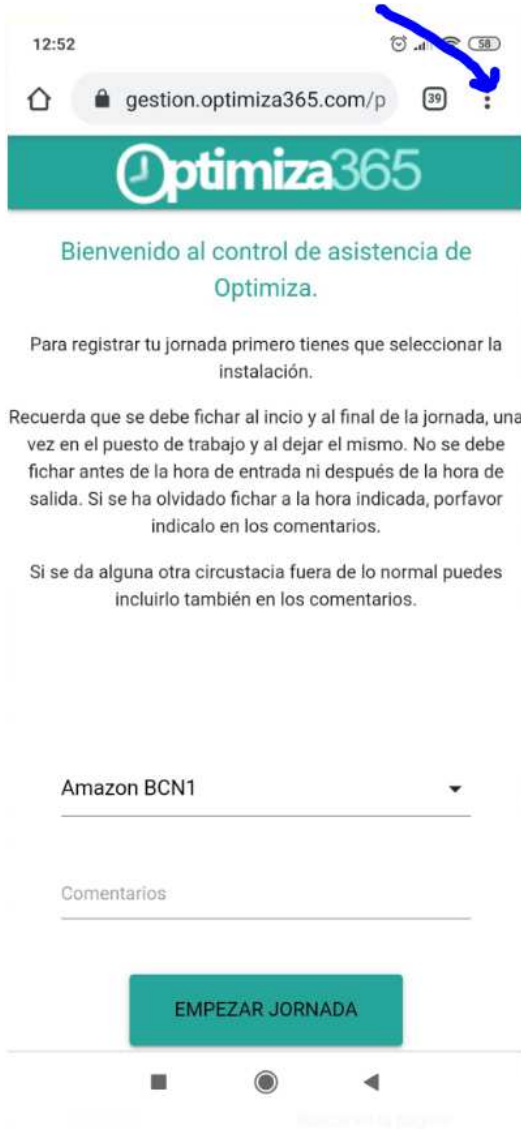 12:52
58
gestion.optimiza365.com/p
39
Optimiza365
Bienvenido al control de asistencia de
Optimiza.
Para registrar tu jornada primero tienes que seleccionar la
instalación.
Recuerda que se debe fichar al incio y al final de la jornada, una
vez en el puesto de trabajo y al dejar el mismo. No se debe
fichar antes de la hora de entrada ni después de la hora de
salida. Si se ha olvidado fichar a la hora indicada, porfavor
indicalo en los comentarios.
Si se da alguna otra circustacia fuera de lo normal puedes
incluirlo también en los comentarios.
Amazon BCN1
Comentarios
EMPEZAR JORNADA